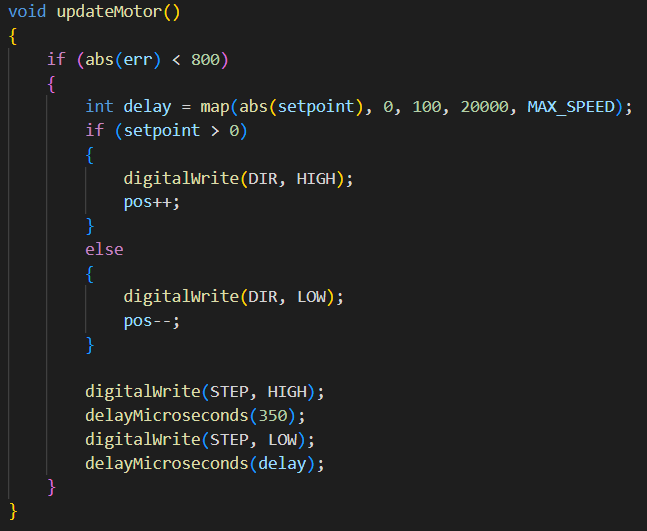 void updateMotor()
{
    if (abs(err) < 800)
    {
        int delay = map(abs(setpoint), 0, 100, 20000, MAX_SPEED);
        if (setpoint > 0)
        {
            digitalWrite(DIR, HIGH);
            pos++;
        }
        else
        {
            digitalWrite(DIR, LOW);
            pos--;
        }

        digitalWrite(STEP, HIGH);
        delayMicroseconds(350);
        digitalWrite(STEP, LOW);
        delayMicroseconds(delay);
    }
}